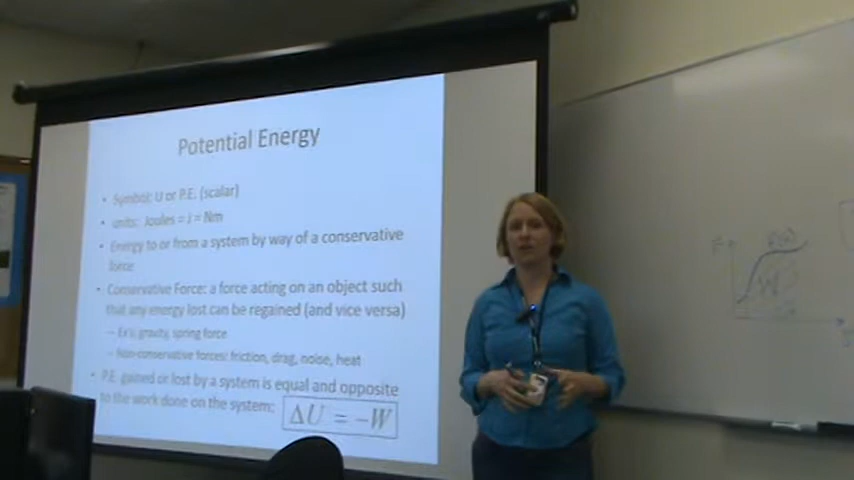 Potential Energy
• Symbol: U or P.E. (scalar)
• units: Joules = J = Nm
• Energy to or from a system by way of a conservative
force
• Conservative Force: a force acting on an object such
that any energy lost can be regained (and vice versa)
– Ex's: gravity, spring force
– Non-conservative forces: friction, drag, noise, heat
• P.E. gained or lost by a system is equal and opposite
to the work done on the system:
ΔU = −W